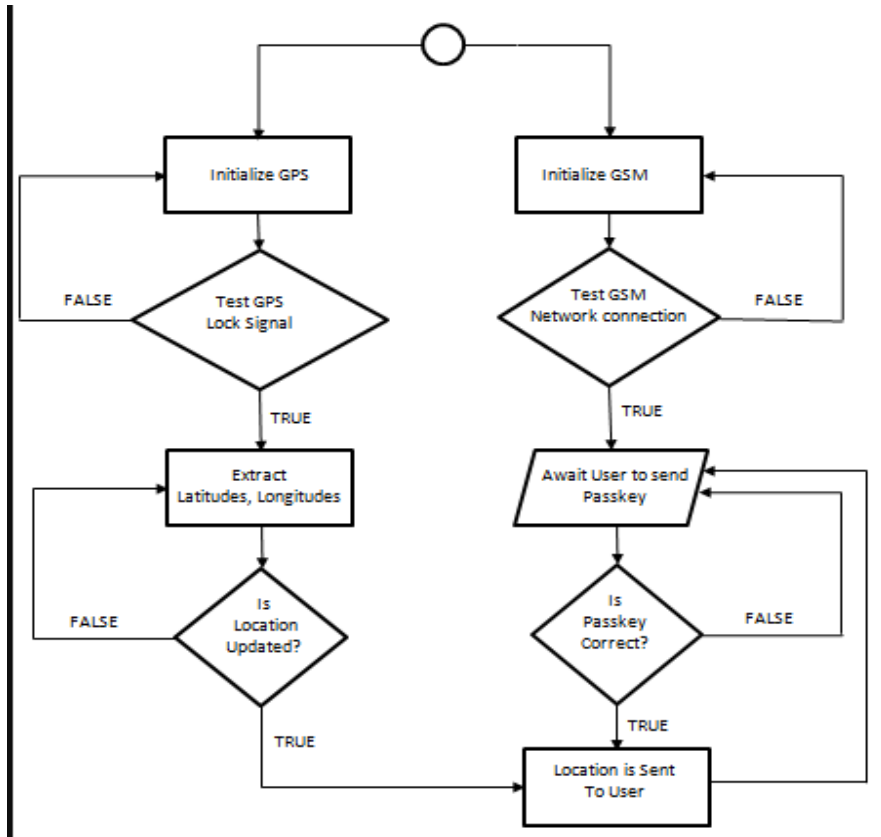 Initialize GPS
Initialize GSM
Test GPS
Lock Signal
FALSE
Test GSM
Network connection
FALSE
TRUE
TRUE
Extract
Latitudes, Longitudes
Await User to send
Passkey
Is
Location
Updated?
FALSE
Is
Passkey
Correct?
FALSE
TRUE
TRUE
Location is Sent
To User